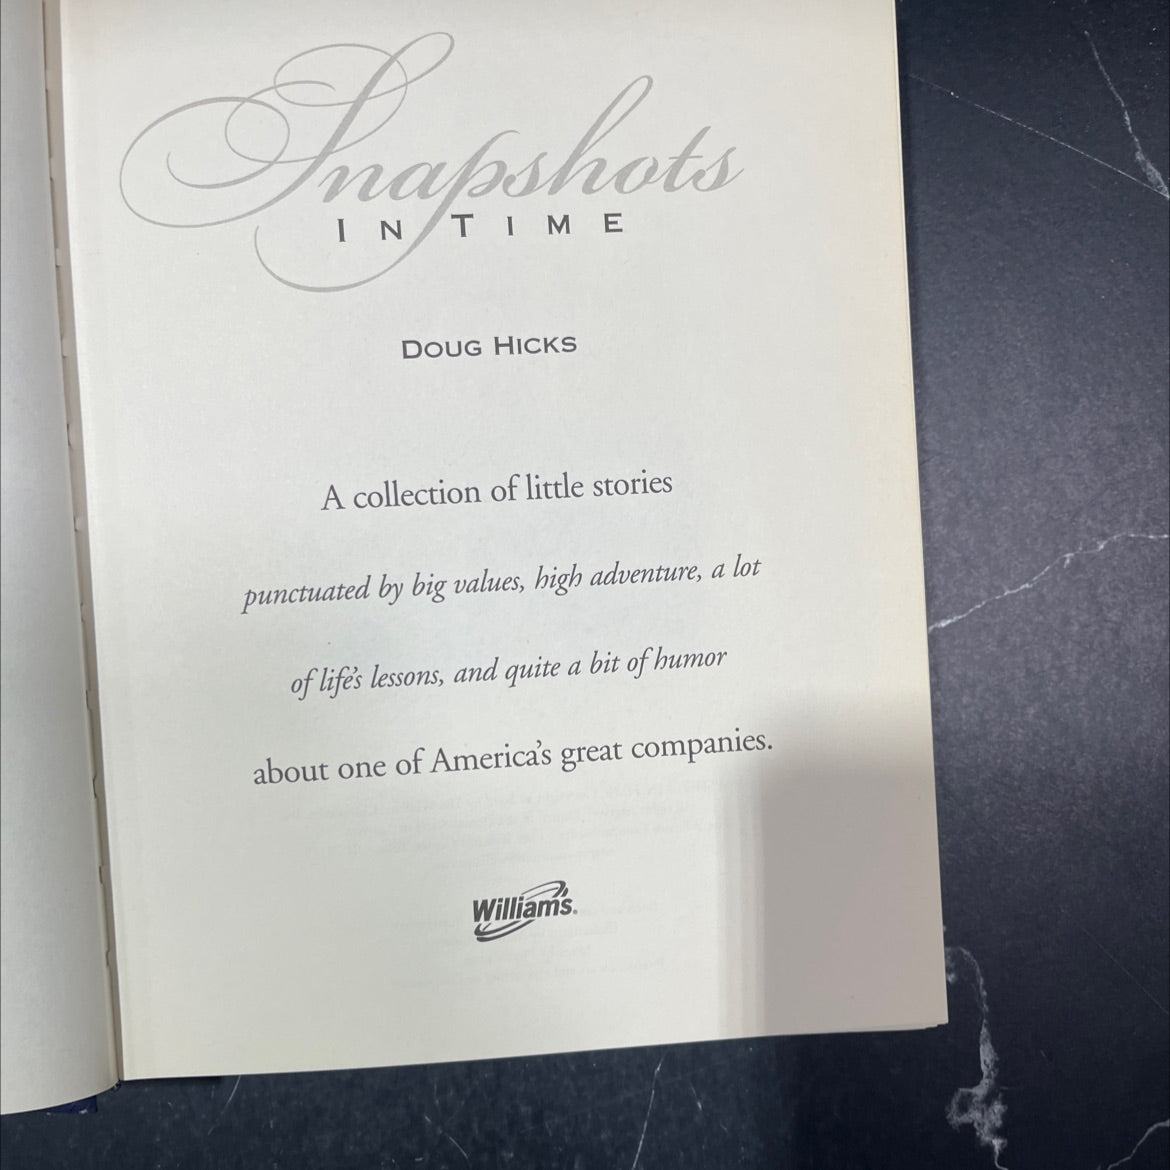 Snapshots
IN TIME
DOUG HICKS
A collection of little stories
punctuated by big values, high adventure, a lot
of life's lessons, and quite a bit of humor
about one of America's great companies.
Williams®